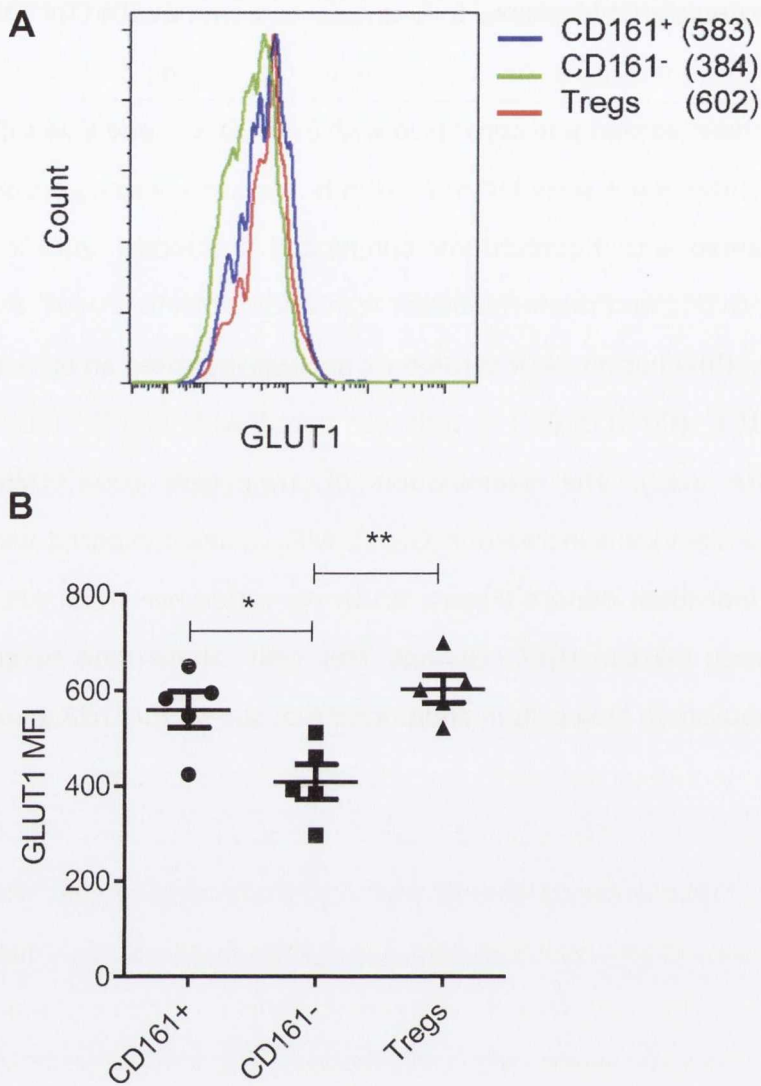 A
CD161+ (583)
CD161- (384)
Tregs (602)
Count
GLUT1
B
**
*
800
600
400
200
0
GLUT1 MFI
CD161+
CD161-
Tregs